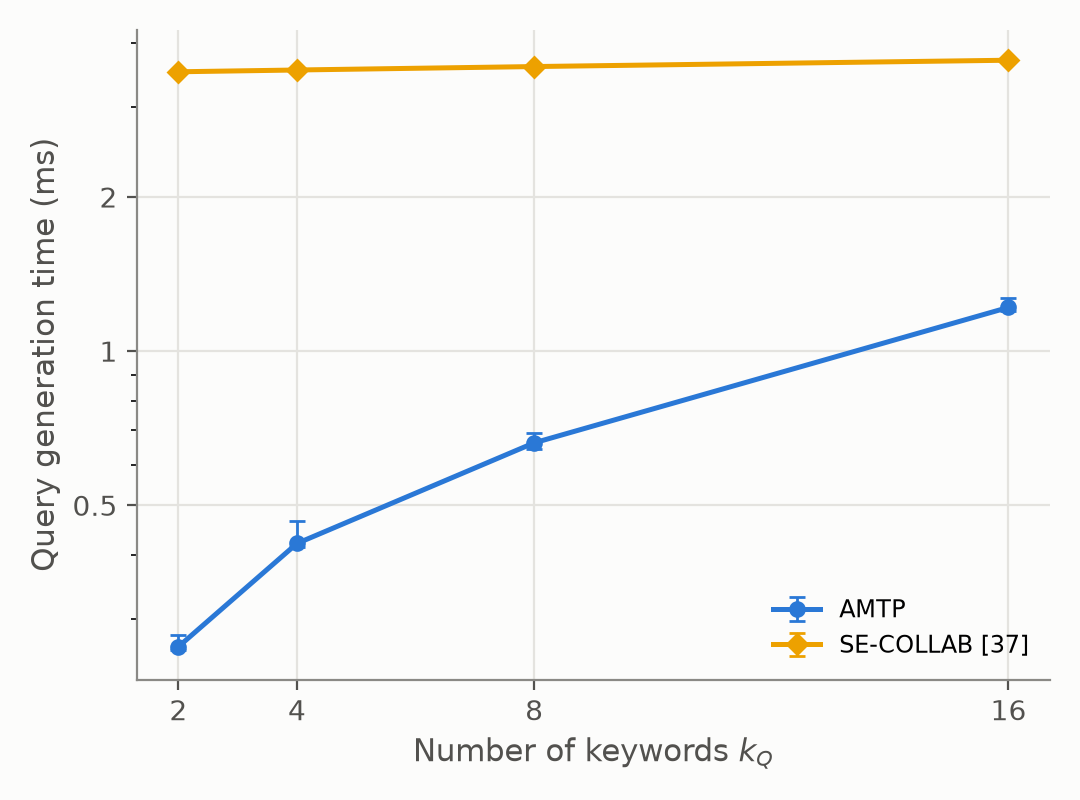 Query generation time (ms)
2
1
0.5
2 4 8 16
Number of keywords k_Q
AMTP
SE-COLLAB [37]